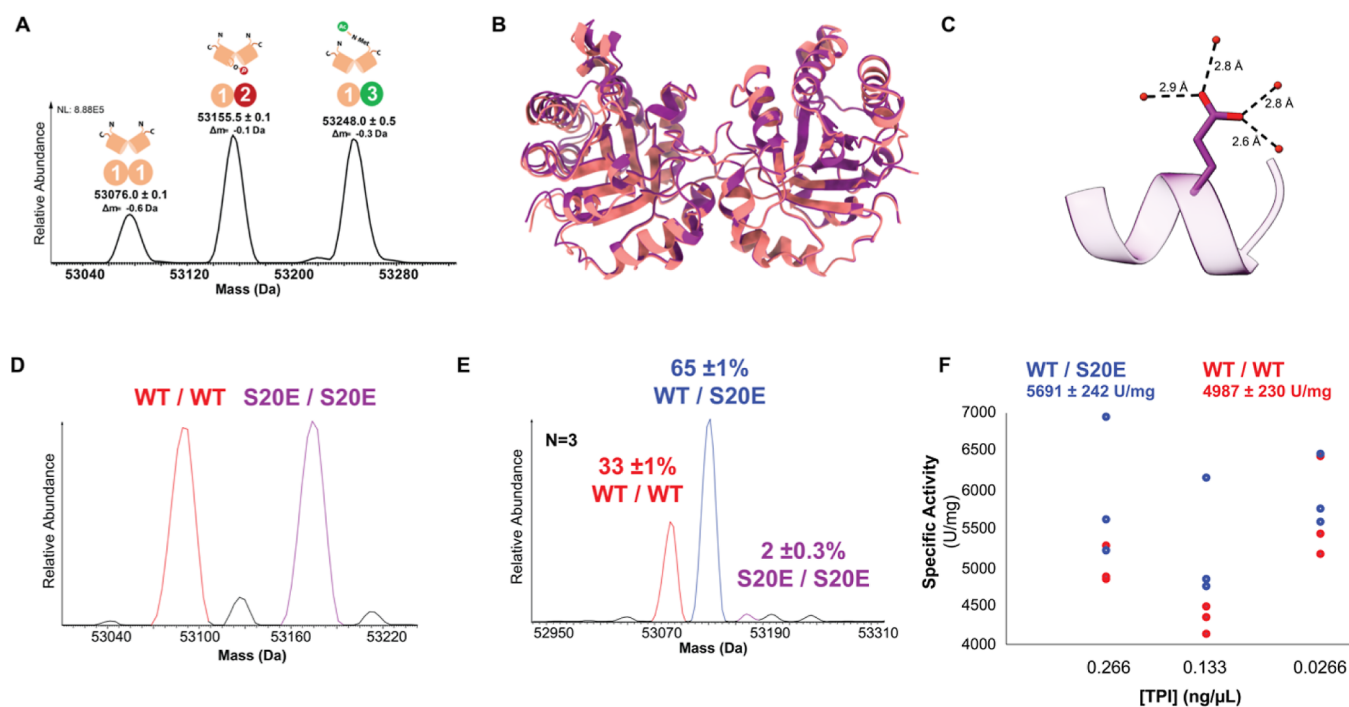 A
NL: 8.88E5
N
C
N
C
1 1
53076.0 ± 0.1
Δm= -0.6 Da
N
C
N
C
O
P
1 2
53155.5 ± 0.1
Δm= -0.1 Da
Ac
N Met
N
C
C
1 3
53248.0 ± 0.5
Δm= -0.3 Da
Relative Abundance
53040 53120 53200 53280
Mass (Da)
B
C
2.8 Å
2.9 Å
2.8 Å
2.6 Å
D
WT / WT S20E / S20E
Relative Abundance
53040 53100 53160 53220
Mass (Da)
E
65 ±1%
WT / S20E
N=3
33 ±1%
WT / WT
2 ±0.3%
S20E / S20E
Relative Abundance
52950 53070 53190 53310
Mass (Da)
F
WT / S20E
5691 ± 242 U/mg
WT / WT
4987 ± 230 U/mg
Specific Activity
(U/mg)
7000
6500
6000
5500
5000
4500
4000
0.266 0.133 0.0266
[TPI] (ng/µL)